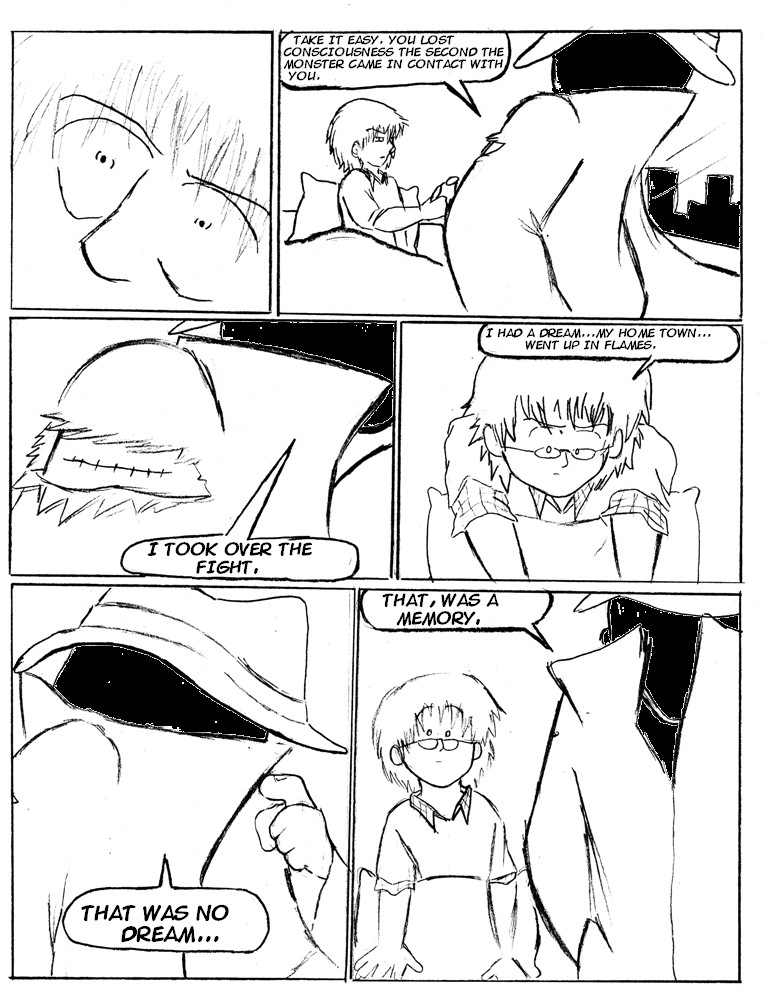 TAKE IT EASY. YOU LOST
CONSCIOUSNESS THE SECOND THE
MONSTER CAME IN CONTACT WITH
YOU.
I TOOK OVER THE
FIGHT.
I HAD A DREAM...MY HOME TOWN...
WENT UP IN FLAMES.
THAT WAS NO
DREAM...
THAT, WAS A
MEMORY.